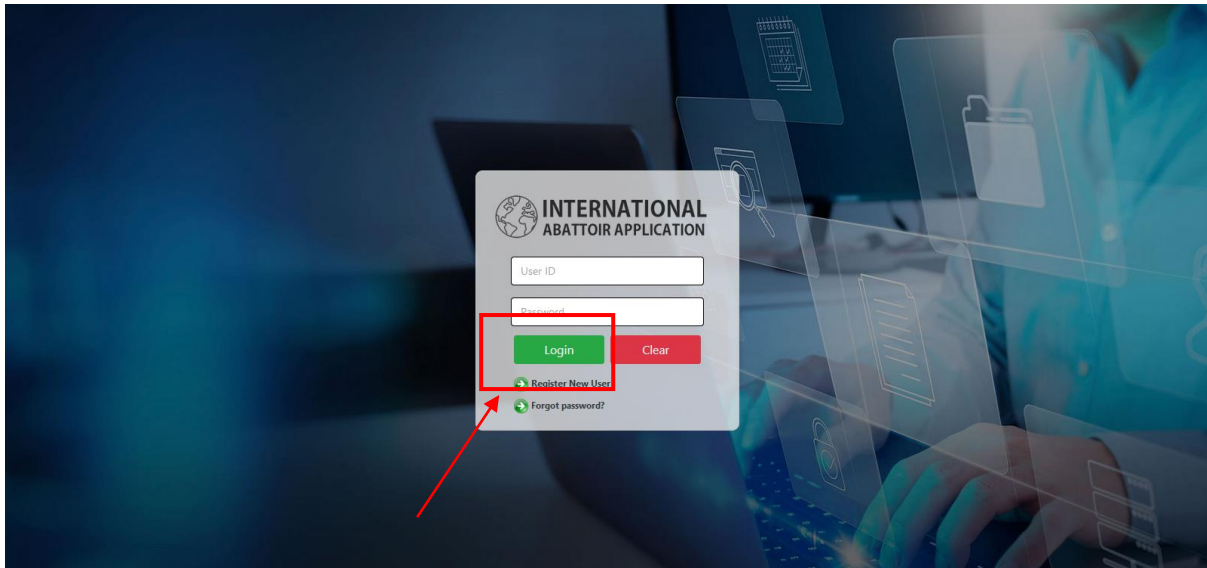 INTERNATIONAL
ABATTOIR APPLICATION
User ID
Password
Login Clear
Register New User
Forgot password?